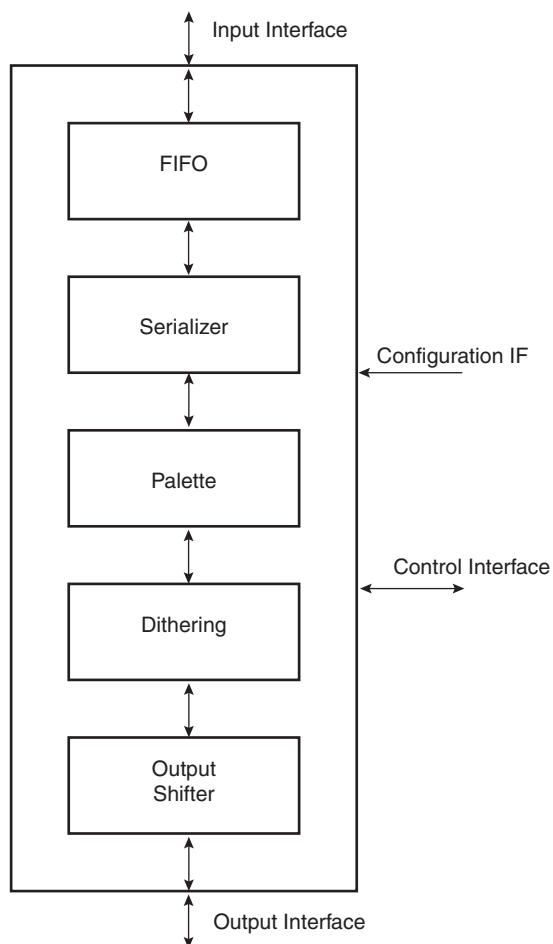 Input Interface
FIFO
Serializer
Configuration IF
Palette
Control Interface
Dithering
Output
Shifter
Output Interface